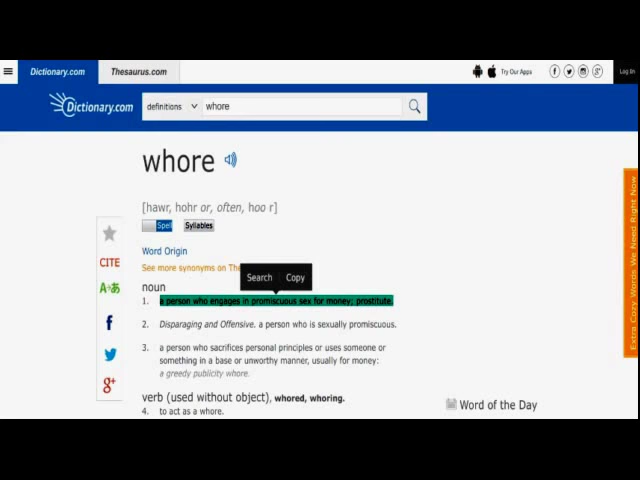 Dictionary.com Thesaurus.com Try Our Apps Log In
Dictionary.com definitions whore
whore
[hawr, hohr or, often, hoo r]
Spell Syllables
Word Origin
See more synonyms on The
Search Copy
noun
1. a person who engages in promiscuous sex for money; prostitute.
2. Disparaging and Offensive. a person who is sexually promiscuous.
3. a person who sacrifices personal principles or uses someone or
something in a base or unworthy manner, usually for money:
a greedy publicity whore.
verb (used without object), whored, whoring.
4. to act as a whore.
CITE
A あ
f
g+
Word of the Day
Extra Cozy Words We Need Right Now